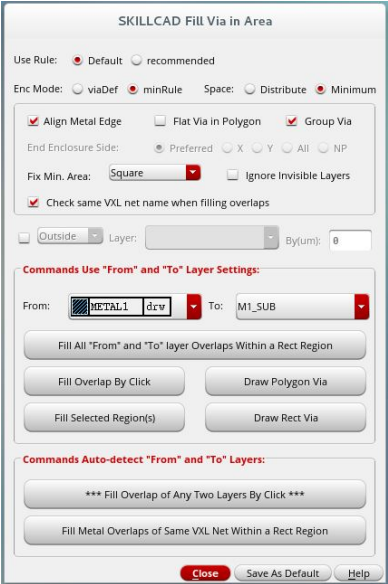 SKILLCAD Fill Via in Area
Use Rule: Default recommended
Enc Mode: viaDef minRule Space: Distribute Minimum
Align Metal Edge Flat Via in Polygon Group Via
End Enclosure Side: Preferred X Y All NP
Fix Min. Area: Square Ignore Invisible Layers
Check same VXL net name when filling overlaps
Outside Layer: By(um): 0
Commands Use "From" and "To" Layer Settings:
From: METAL1 drw To: M1_SUB
Fill All "From" and "To" layer Overlaps Within a Rect Region
Fill Overlap By Click Draw Polygon Via
Fill Selected Region(s) Draw Rect Via
Commands Auto-detect "From" and "To" Layers:
*** Fill Overlap of Any Two Layers By Click ***
Fill Metal Overlaps of Same VXL Net Within a Rect Region
Close Save As Default Help